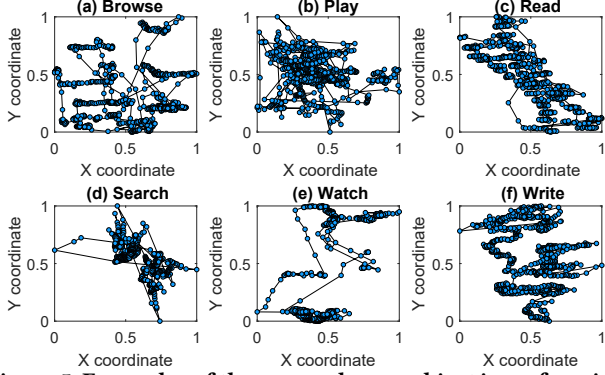 (a) Browse
(b) Play
(c) Read
1
0.5
0
Y coordinate
0
0.5
1
X coordinate
1
0.5
0
Y coordinate
0
0.5
1
X coordinate
1
0.5
0
Y coordinate
0
0.5
1
X coordinate
(d) Search
(e) Watch
(f) Write
1
0.5
0
Y coordinate
0
0.5
1
X coordinate
1
0.5
0
Y coordinate
0
0.5
1
X coordinate
1
0.5
0
Y coordinate
0
0.5
1
X coordinate